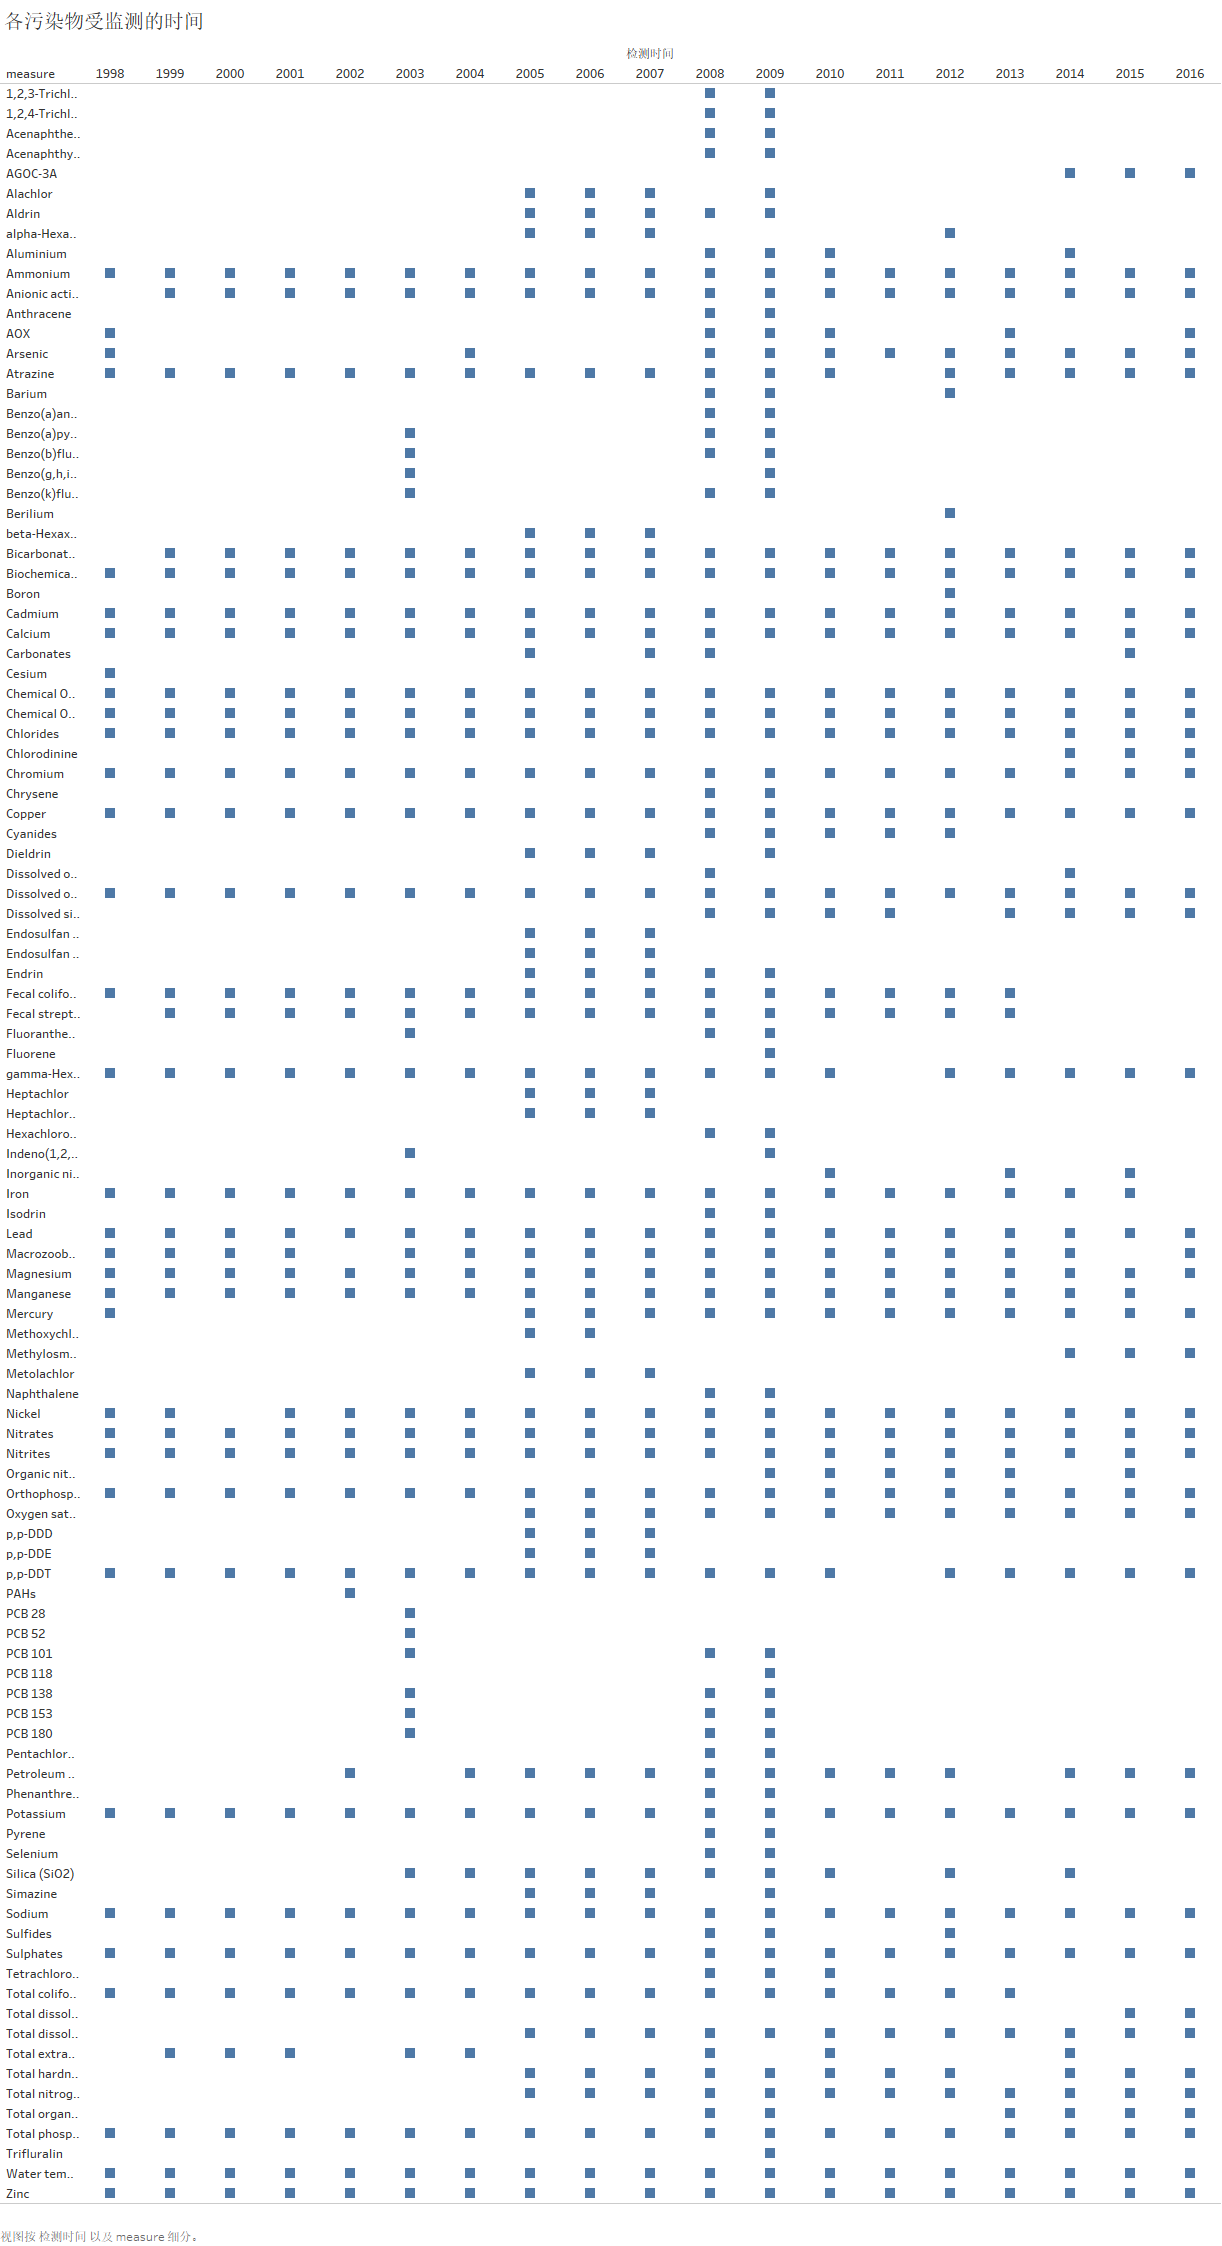 各污染物受监测的时间
检测时间
measure 1998 1999 2000 2001 2002 2003 2004 2005 2006 2007 2008 2009 2010 2011 2012 2013 2014 2015 2016
1,2,3-Trichl..
1,2,4-Trichl..
Acenaphthe..
Acenaphthy..
AGOC-3A
Alachlor
Aldrin
alpha-Hexa..
Aluminium
Ammonium
Anionic acti..
Anthracene
AOX
Arsenic
Atrazine
Barium
Benzo(a)an..
Benzo(a)py..
Benzo(b)flu..
Benzo(g,h,i..
Benzo(k)flu..
Berilium
beta-Hexax..
Bicarbonat..
Biochemica..
Boron
Cadmium
Calcium
Carbonates
Cesium
Chemical O..
Chemical O..
Chlorides
Chlorodinine
Chromium
Chrysene
Copper
Cyanides
Dieldrin
Dissolved o..
Dissolved o..
Dissolved si..
Endosulfan ..
Endosulfan ..
Endrin
Fecal colifo..
Fecal strept..
Fluoranthe..
Fluorene
gamma-Hex..
Heptachlor
Heptachlor..
Hexachloro..
Indeno(1,2,..
Inorganic ni..
Iron
Isodrin
Lead
Macrozoob..
Magnesium
Manganese
Mercury
Methoxychl..
Methylosm..
Metolachlor
Naphthalene
Nickel
Nitrates
Nitrites
Organic nit..
Orthophosp..
Oxygen sat..
p,p-DDD
p,p-DDE
p,p-DDT
PAHs
PCB 28
PCB 52
PCB 101
PCB 118
PCB 138
PCB 153
PCB 180
Pentachlor..
Petroleum ..
Phenanthre..
Potassium
Pyrene
Selenium
Silica (SiO2)
Simazine
Sodium
Sulfides
Sulphates
Tetrachloro..
Total colifo..
Total dissol..
Total dissol..
Total extra..
Total hardn..
Total nitrog..
Total organ..
Total phosp..
Trifluralin
Water tem..
Zinc
视图按 检测时间 以及 measure 细分。